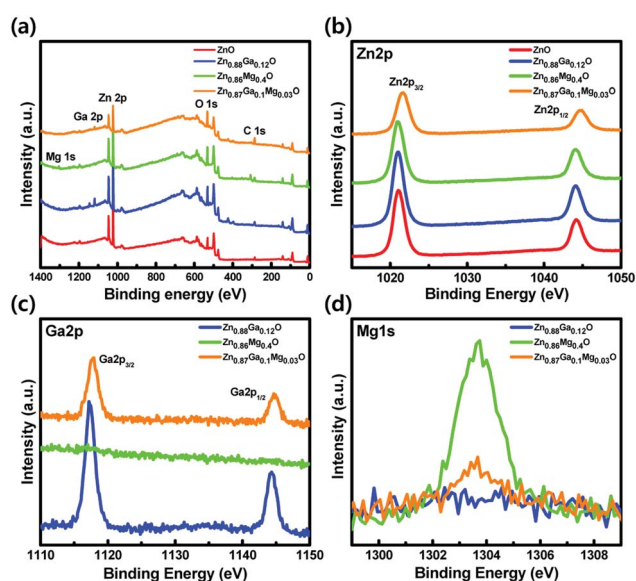 (a)
ZnO
Zn0.88Ga0.12O
Zn0.86Mg0.4O
Zn0.87Ga0.1Mg0.03O
Zn 2p
Ga 2p
O 1s
C 1s
Mg 1s
Intensity (a.u.)
1400 1200 1000 800 600 400 200 0
Binding energy (eV)
(b)
Zn2p
ZnO
Zn0.88Ga0.12O
Zn0.86Mg0.4O
Zn0.87Ga0.1Mg0.03O
Zn2p3/2
Zn2p1/2
Intensity (a.u.)
1020 1030 1040 1050
Binding Energy (eV)
(c)
Ga2p
Zn0.88Ga0.12O
Zn0.86Mg0.4O
Zn0.87Ga0.1Mg0.03O
Ga2p3/2
Ga2p1/2
Intensity (a.u.)
1110 1120 1130 1140 1150
Binding Energy (eV)
(d)
Mg1s
Zn0.88Ga0.12O
Zn0.86Mg0.4O
Zn0.87Ga0.1Mg0.03O
Intensity (a.u.)
1300 1302 1304 1306 1308
Binding Energy (eV)